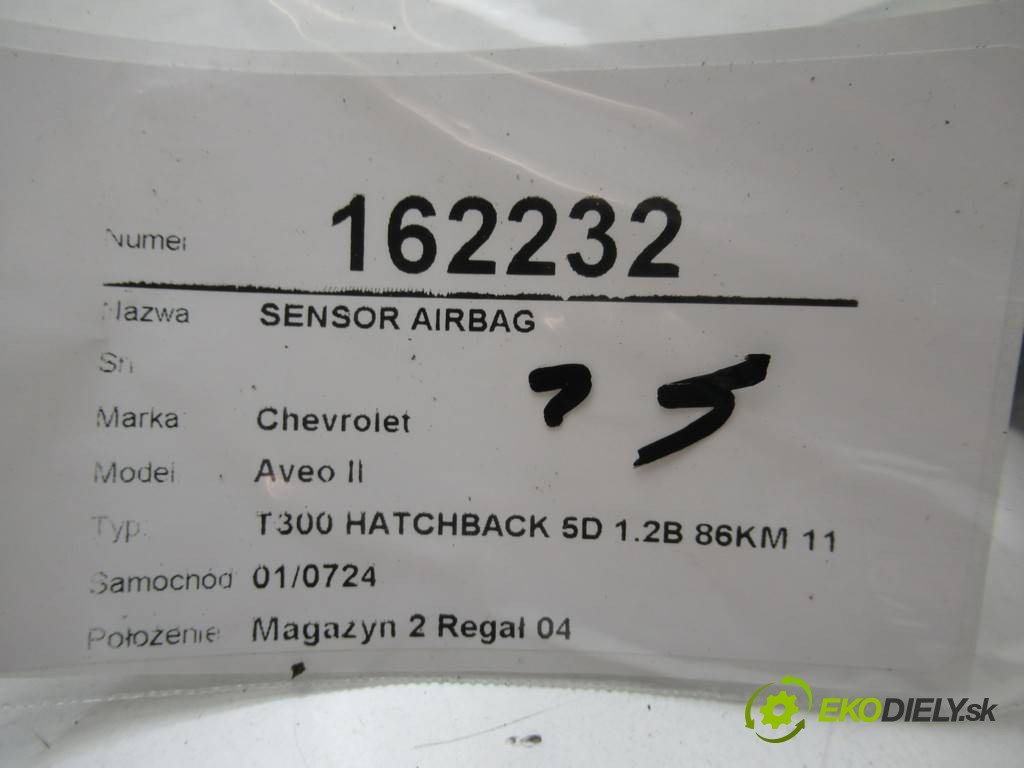 Numer 162232
Nazwa SENSOR AIRBAG
Sn
Marka Chevrolet
Model Aveo II
Typ: T300 HATCHBACK 5D 1.2B 86KM 11
Samochód 01/0724
Położenie Magazyn 2 Regał 04
EKODIELY.sk